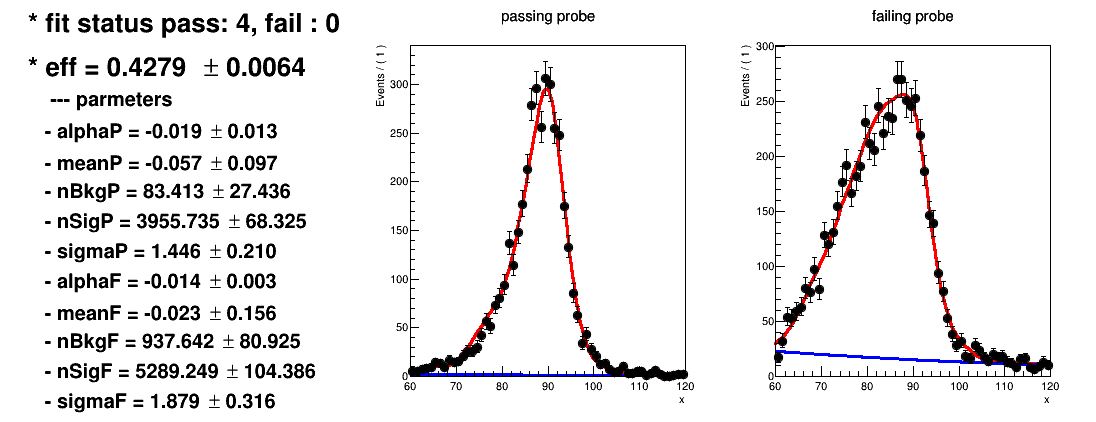 * fit status pass: 4, fail : 0
* eff = 0.4279 ± 0.0064
--- parmeters
- alphaP = -0.019 ± 0.013
- meanP = -0.057 ± 0.097
- nBkgP = 83.413 ± 27.436
- nSigP = 3955.735 ± 68.325
- sigmaP = 1.446 ± 0.210
- alphaF = -0.014 ± 0.003
- meanF = -0.023 ± 0.156
- nBkgF = 937.642 ± 80.925
- nSigF = 5289.249 ± 104.386
- sigmaF = 1.879 ± 0.316
passing probe
Events / ( 1 )
300
250
200
150
100
50
0
60 70 80 90 100 110 120
x
failing probe
Events / ( 1 )
300
250
200
150
100
50
0
60 70 80 90 100 110 120
x